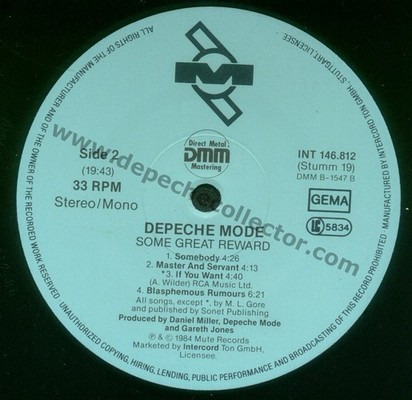 ALL RIGHTS OF THE MANUFACTURER AND OF THE OWNER OF THE RECORDED WORK RESERVED. UNAUTHORIZED COPYING, HIRING, LENDING, PUBLIC PERFORMANCE AND BROADCASTING OF THIS RECORD PROHIBITED. MANUFACTURED BY INTERCORD TON GMBH., STUTTGART, LICENSEE.
M
Side 2
(19:43)
33 RPM
Stereo/Mono
Direct Metal
DMM
Mastering
INT 146.812
(Stumm 19)
DMM B-1547 B
GEMA
LC 5834
www.depechecollector.com
DEPECHE MODE
SOME GREAT REWARD
1. Somebody 4:26
2. Master And Servant 4:13
*3. If You Want 4:40
(A. Wilder) RCA Music Ltd.
4. Blasphemous Rumours 6:21
All songs, except *, by M. L. Gore
and published by Sonet Publishing
Produced by Daniel Miller, Depeche Mode
and Gareth Jones
℗ & © 1984 Mute Records
Marketed by Intercord Ton GmbH.,
Licensee.